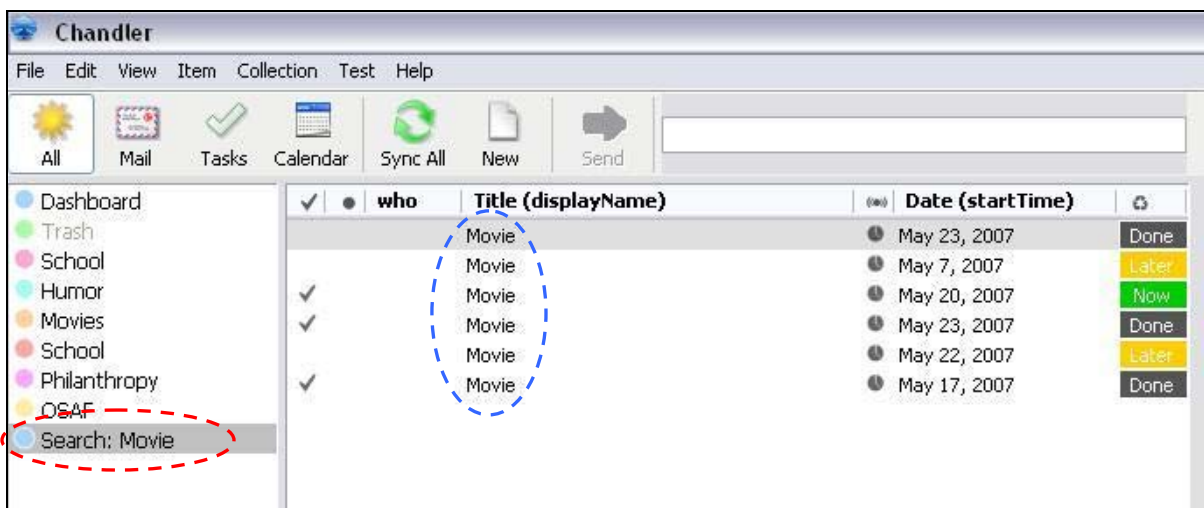 Chandler
File Edit View Item Collection Test Help
All Mail Tasks Calendar Sync All New Send
Dashboard
Trash
School
Humor
Movies
School
Philanthropy
OSAF
Search: Movie
who Title (displayName) Date (startTime)
Movie May 23, 2007 Done
Movie May 7, 2007 Later
Movie May 20, 2007 Now
Movie May 23, 2007 Done
Movie May 22, 2007 Later
Movie May 17, 2007 Done